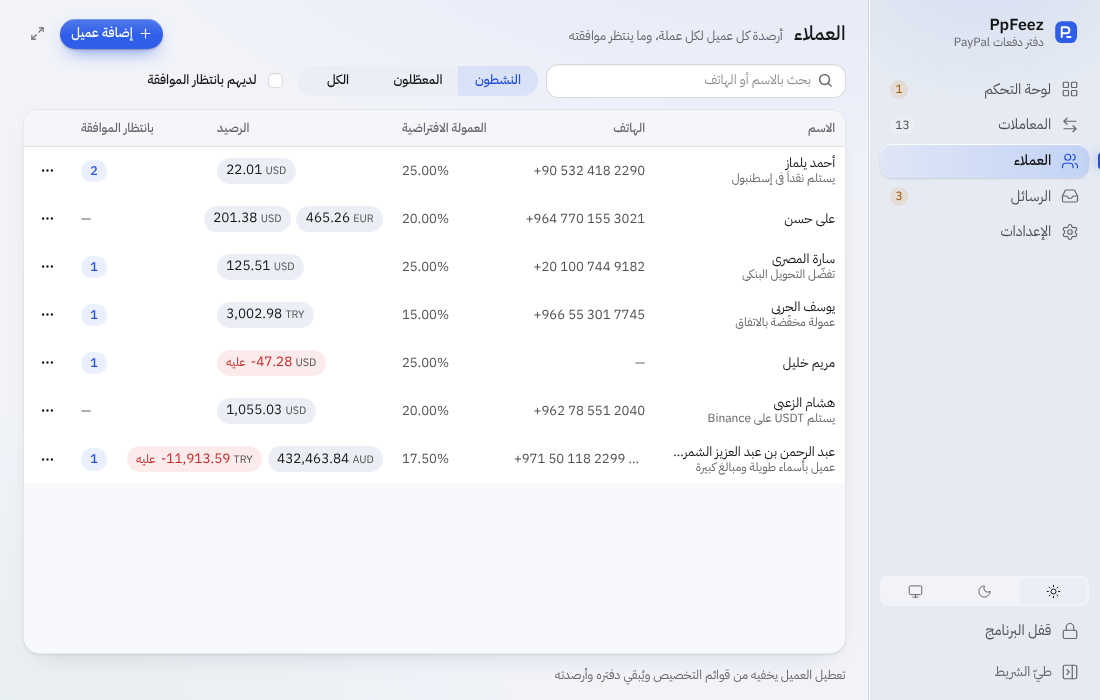 PpFeez
دفتر دفعات PayPal
لوحة التحكم 1
المعاملات 13
العملاء
الرسائل 3
الإعدادات
قفل البرنامج
طيّ الشريط
العملاء أرصدة كل عميل لكل عملة، وما ينتظر موافقته
إضافة عميل
بحث بالاسم أو الهاتف
النشطون المعطّلون الكل
لديهم بانتظار الموافقة
الاسم الهاتف العمولة الافتراضية الرصيد بانتظار الموافقة
أحمد يلماز +90 532 418 2290 25.00% 22.01 USD 2
يستلم نقداً في إسطنبول
علي حسن +964 770 155 3021 20.00% 465.26 EUR 201.38 USD —
سارة المصري +20 100 744 9182 25.00% 125.51 USD 1
تفضّل التحويل البنكي
يوسف الحربي +966 55 301 7745 15.00% 3,002.98 TRY 1
عمولة مخفّضة بالاتفاق
مريم خليل — 25.00% -47.28 USD عليه 1
هشام الزعبي +962 78 551 2040 20.00% 1,055.03 USD —
يستلم USDT على Binance
عبد الرحمن بن عبد العزيز الشمر... +971 50 118 2299 ... 17.50% 432,463.84 AUD -11,913.59 TRY عليه 1
عميل بأسماء طويلة ومبالغ كبيرة
تعطيل العميل يخفيه من قوائم التخصيص ويُبقي دفتره وأرصدته